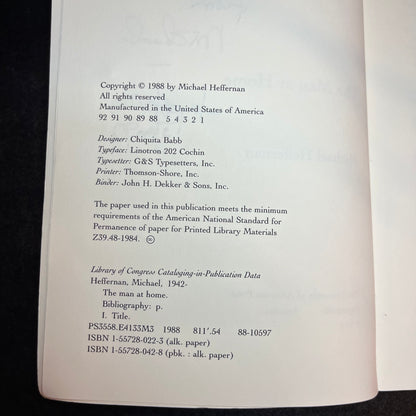 Copyright © 1988 by Michael Heffernan
All rights reserved
Manufactured in the United States of America
92 91 90 89 88 5 4 3 2 1
Designer: Chiquita Babb
Typeface: Linotron 202 Cochin
Typesetter: G&S Typesetters, Inc.
Printer: Thomson-Shore, Inc.
Binder: John H. Dekker & Sons, Inc.
The paper used in this publication meets the minimum
requirements of the American National Standard for
Permanence of paper for Printed Library Materials
Z39.48-1984. ♾
Library of Congress Cataloging-in-Publication Data
Heffernan, Michael, 1942-
The man at home.
Bibliography: p.
I. Title.
PS3558.E4133M3 1988 811'.54 88-10597
ISBN 1-55728-022-3 (alk. paper)
ISBN 1-55728-042-8 (pbk. : alk. paper)